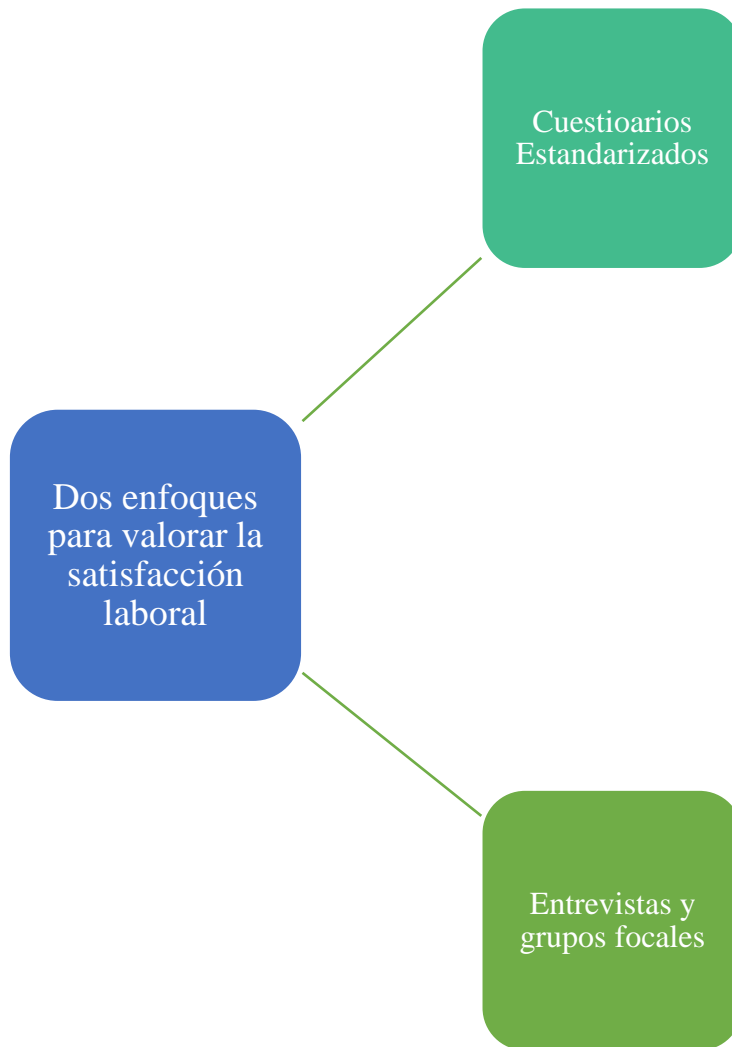 Cuestioarios
Estandarizados
Dos enfoques
para valorar la
satisfacción
laboral
Entrevistas y
grupos focales